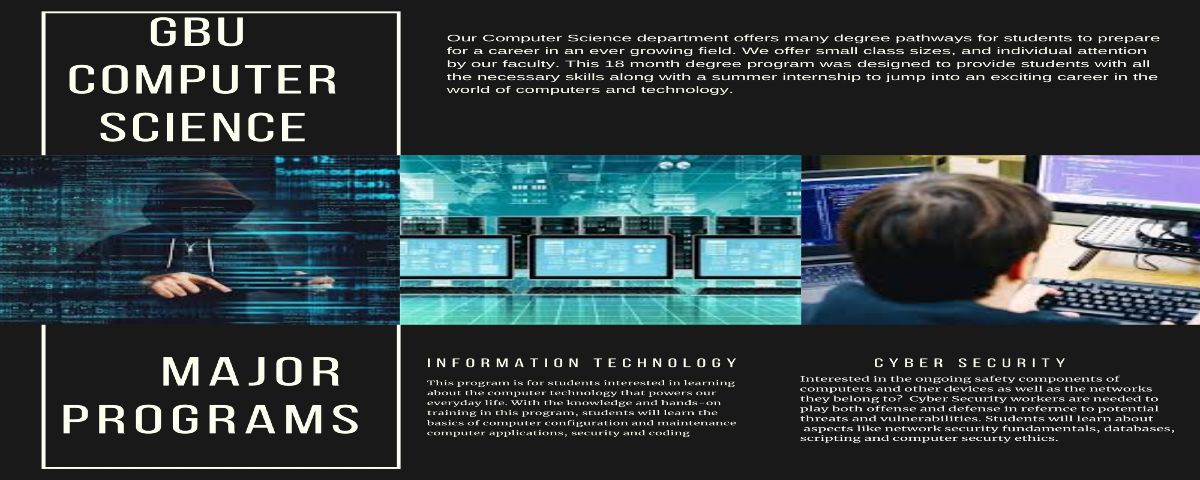 GBU
COMPUTER
SCIENCE
Our Computer Science department offers many degree pathways for students to prepare
for a career in an ever growing field. We offer small class sizes, and individual attention
by our faculty. This 18 month degree program was designed to provide students with all
the necessary skills along with a summer internship to jump into an exciting career in the
world of computers and technology.
b = 12;
MAJOR
PROGRAMS
INFORMATION TECHNOLOGY
This program is for students interested in learning
about the computer technology that powers our
everyday life. With the knowledge and hands-on
training in this program, students will learn the
basics of computer configuration and maintenance
computer applications, security and coding
CYBER SECURITY
Interested in the ongoing safety components of
computers and other devices as well as the networks
they belong to? Cyber Security workers are needed to
play both offense and defense in refernce to potential
threats and vulnerabilities. Students will learn about
aspects like network security fundamentals, databases,
scripting and computer securty ethics.